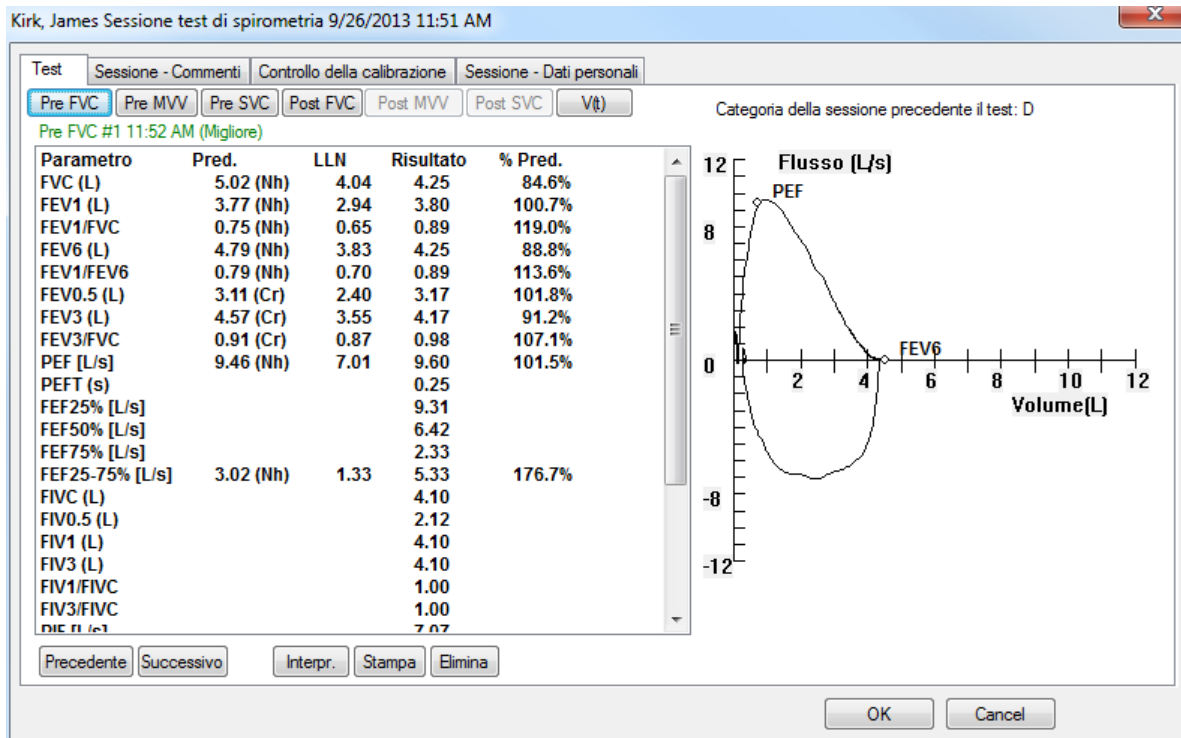 Kirk, James Sessione test di spirometria 9/26/2013 11:51 AM
Test Sessione - Commenti Controllo della calibrazione Sessione - Dati personali
Pre FVC Pre MVV Pre SVC Post FVC Post MVV Post SVC V(t)
Categoria della sessione precedente il test: D
Pre FVC #1 11:52 AM (Migliore)
Parametro Pred. LLN Risultato % Pred.
FVC (L) 5.02 (Nh) 4.04 4.25 84.6%
FEV1 (L) 3.77 (Nh) 2.94 3.80 100.7%
FEV1/FVC 0.75 (Nh) 0.65 0.89 119.0%
FEV6 (L) 4.79 (Nh) 3.83 4.25 88.8%
FEV1/FEV6 0.79 (Nh) 0.70 0.89 113.6%
FEV0.5 (L) 3.11 (Cr) 2.40 3.17 101.8%
FEV3 (L) 4.57 (Cr) 3.55 4.17 91.2%
FEV3/FVC 0.91 (Cr) 0.87 0.98 107.1%
PEF [L/s] 9.46 (Nh) 7.01 9.60 101.5%
PEFT (s) 0.25
FEF25% [L/s] 9.31
FEF50% [L/s] 6.42
FEF75% [L/s] 2.33
FEF25-75% [L/s] 3.02 (Nh) 1.33 5.33 176.7%
FIVC (L) 4.10
FIV0.5 (L) 2.12
FIV1 (L) 4.10
FIV3 (L) 4.10
FIV1/FIVC 1.00
FIV3/FIVC 1.00
PIF [L/s] 7.07
12 Flusso (L/s)
PEF
8
FEV6
0 2 4 6 8 10 12
Volume(L)
-8
-12
Precedente Successivo Interpr. Stampa Elimina
OK Cancel